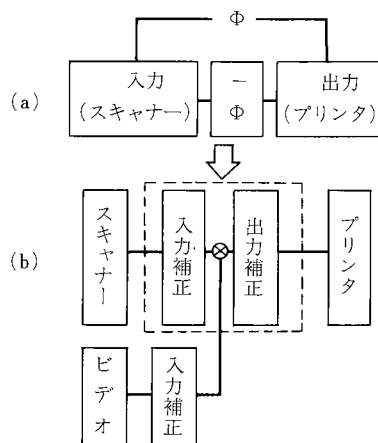 Φ
(a)
入力
(スキャナー)
－
Φ
出力
(プリンタ)
(b)
スキャナー
入力補正
出力補正
プリンタ
ビデオ
入力補正